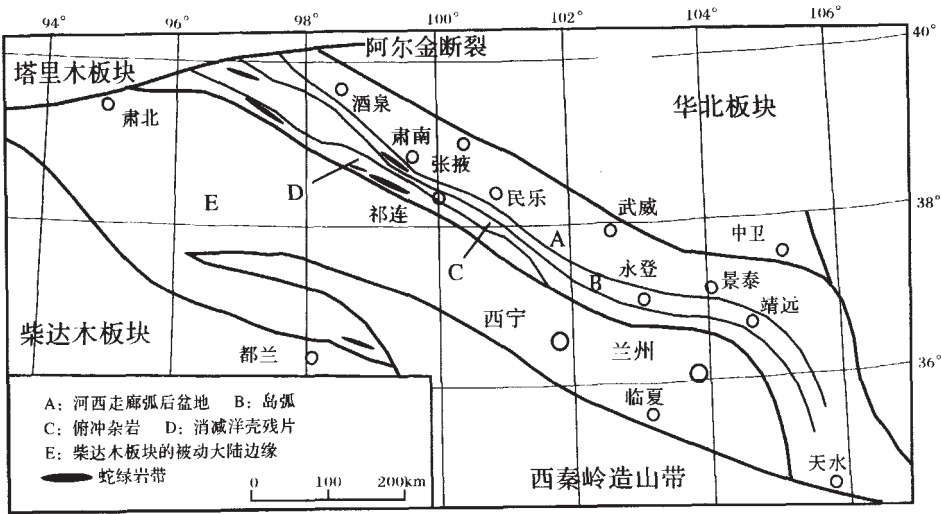 94°
96°
98°
100°
102°
104°
106°
40°
阿尔金断裂
塔里木板块
肃北
酒泉
华北板块
肃南
张掖
民乐
D
E
祁连
38°
武威
中卫
A
C
B
永登
景泰
靖远
西宁
柴达木板块
都兰
兰州
36°
临夏
A：河西走廊弧后盆地 B：岛弧
C：俯冲杂岩 D：消减洋壳残片
E：柴达木板块的被动大陆边缘
蛇绿岩带
0 100 200km
西秦岭造山带
天水